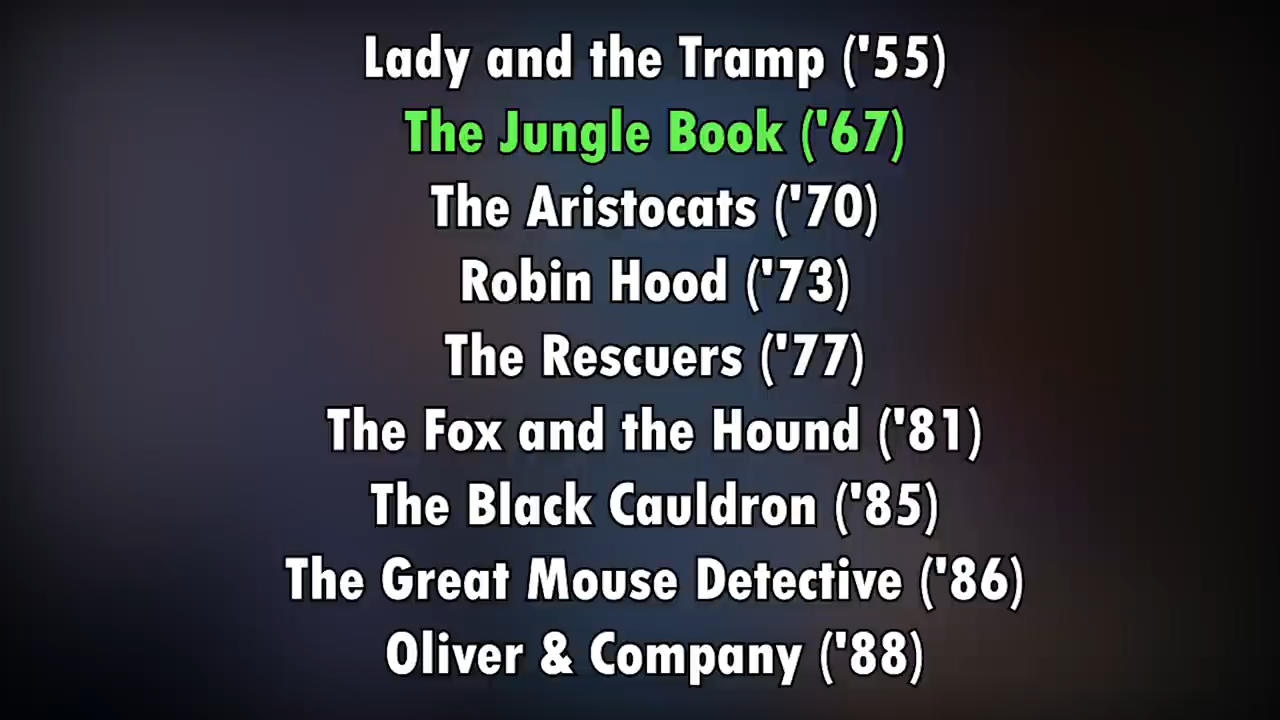 Lady and the Tramp ('55)
The Jungle Book ('67)
The Aristocats ('70)
Robin Hood ('73)
The Rescuers ('77)
The Fox and the Hound ('81)
The Black Cauldron ('85)
The Great Mouse Detective ('86)
Oliver & Company ('88)